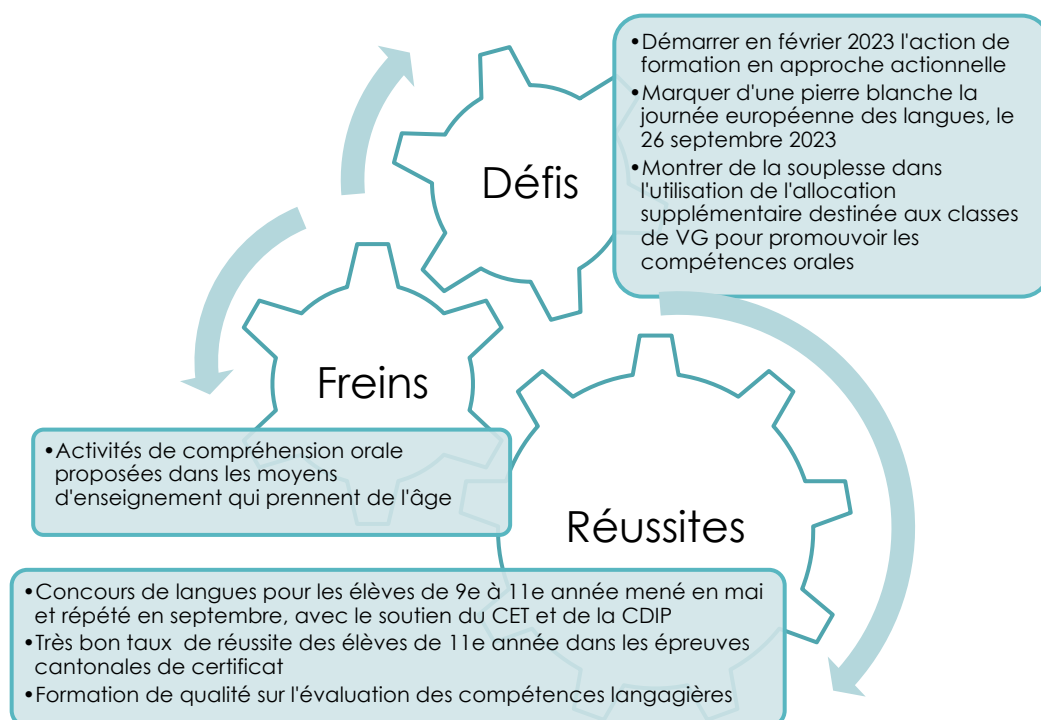 •Démarrer en février 2023 l'action de
formation en approche actionnelle
•Marquer d'une pierre blanche la
journée européenne des langues, le
26 septembre 2023
•Montrer de la souplesse dans
l'utilisation de l'allocation
supplémentaire destinée aux classes
de VG pour promouvoir les
compétences orales
Défis
Freins
•Activités de compréhension orale
proposées dans les moyens
d'enseignement qui prennent de l'âge
Réussites
•Concours de langues pour les élèves de 9e à 11e année mené en mai
et répété en septembre, avec le soutien du CET et de la CDIP
•Très bon taux de réussite des élèves de 11e année dans les épreuves
cantonales de certificat
•Formation de qualité sur l'évaluation des compétences langagières